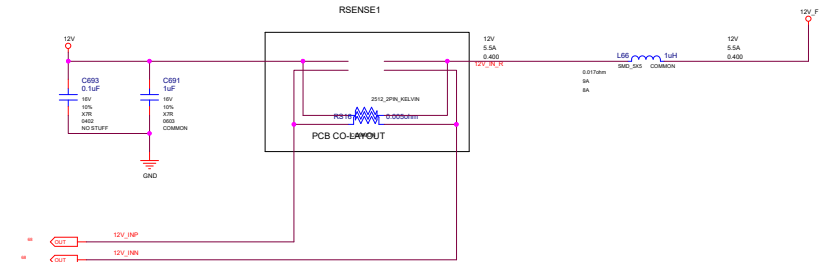 RSENSE1
12V_F
12V
12V
5.5A
0.400
12V_IN_R
L66
1uH
SMD_5X5
COMMON
0.017ohm
9A
8A
12V
5.5A
0.400
C693
0.1uF
16V
10%
X7R
0402
NO STUFF
C691
1uF
16V
10%
X7R
0603
COMMON
2512_2PIN_KELVIN
0.005ohm
PCB CO-LAYOUT
GND
12V_INP
OUT
12V_INN
OUT